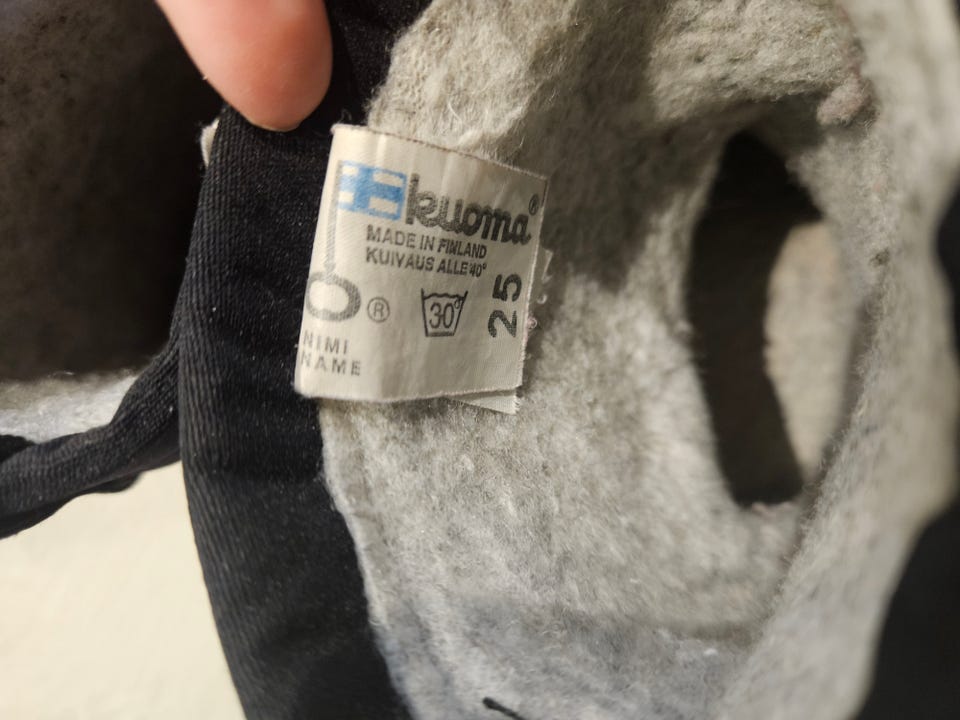 kuoma®
MADE IN FINLAND
KUIVAUS ALLE 40°
®
30°
25
NIMI
NAME